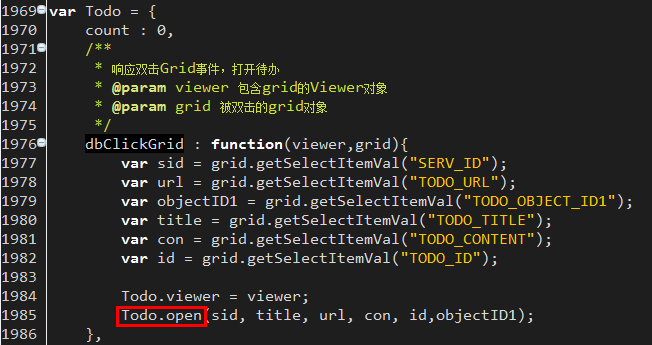 1969 var Todo = {
1970 count : 0,
1971 /**
1972 * 响应双击Grid事件，打开待办
1973 * @param viewer 包含grid的Viewer对象
1974 * @param grid 被双击的grid对象
1975 */
1976 dbClickGrid : function(viewer,grid){
1977 var sid = grid.getSelectItemVal("SERV_ID");
1978 var url = grid.getSelectItemVal("TODO_URL");
1979 var objectID1 = grid.getSelectItemVal("TODO_OBJECT_ID1");
1980 var title = grid.getSelectItemVal("TODO_TITLE");
1981 var con = grid.getSelectItemVal("TODO_CONTENT");
1982 var id = grid.getSelectItemVal("TODO_ID");
1983
1984 Todo.viewer = viewer;
1985 Todo.open(sid, title, url, con, id,objectID1);
1986 },